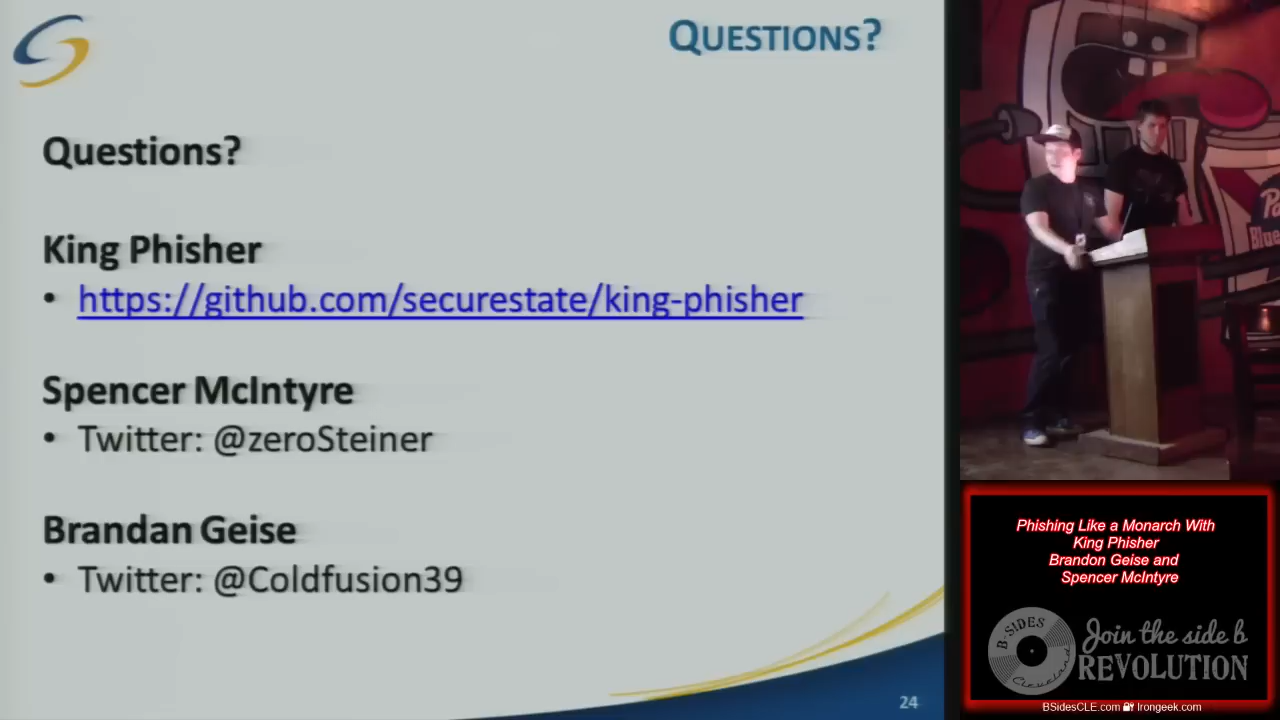 QUESTIONS?
Questions?
King Phisher
• https://github.com/securestate/king-phisher
Spencer McIntyre
• Twitter: @zeroSteiner
Brandan Geise
• Twitter: @Coldfusion39
24
Blue
Phishing Like a Monarch With
King Phisher
Brandon Geise and
Spencer McIntyre
B-SIDES
Cleveland
Join the side b
REVOLUTION
BSidesCLE.com Irongeek.com